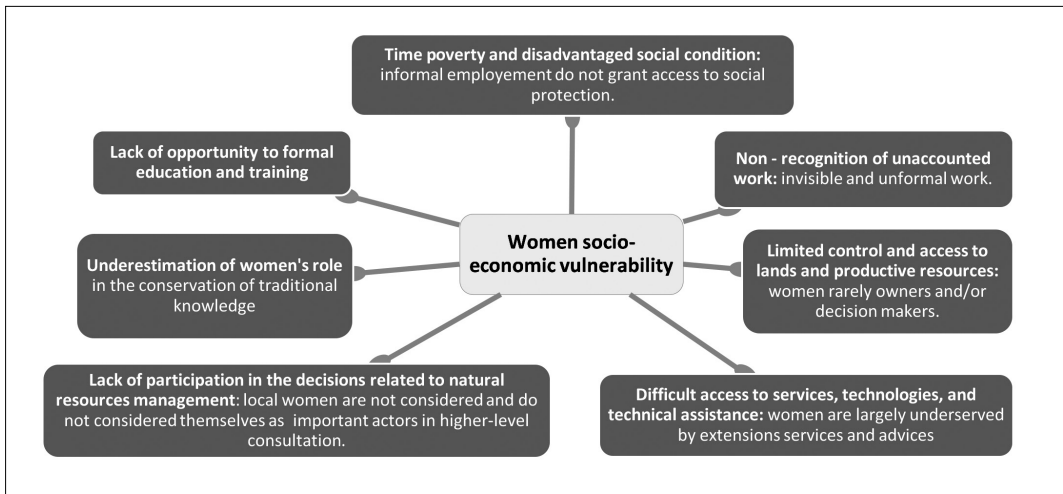 Time poverty and disadvantaged social condition:
informal employement do not grant access to social
protection.
Lack of opportunity to formal
education and training
Non - recognition of unaccounted
work: invisible and unformal work.
Women socio-
economic vulnerability
Underestimation of women's role
in the conservation of traditional
knowledge
Limited control and access to
lands and productive resources:
women rarely owners and/or
decision makers.
Lack of participation in the decisions related to natural
resources management: local women are not considered and do
not considered themselves as important actors in higher-level
consultation.
Difficult access to services, technologies, and
technical assistance: women are largely underserved
by extensions services and advices